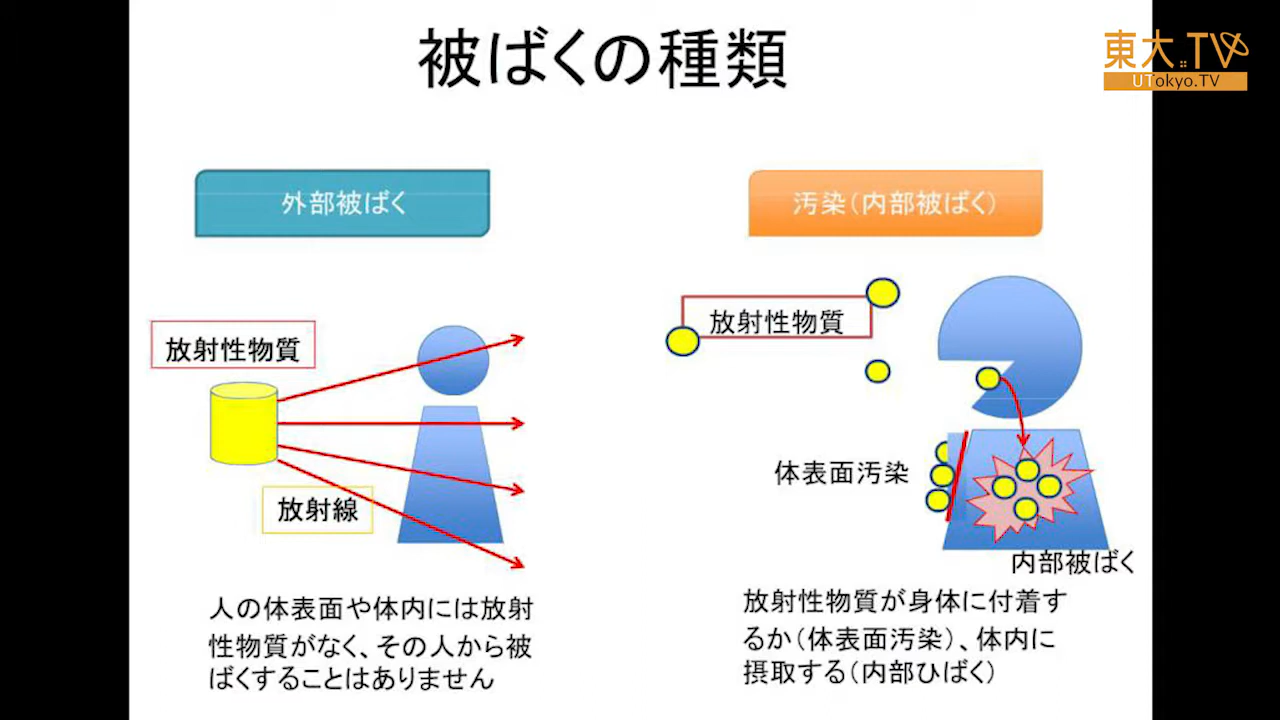 被ばくの種類
東大TV
UTokyo.TV
外部被ばく
汚染(内部被ばく)
放射性物質
放射線
放射性物質
体表面汚染
内部被ばく
人の体表面や体内には放射
性物質がなく、その人から被
ばくすることはありません
放射性物質が身体に付着す
るか(体表面汚染)、体内に
摂取する(内部ひばく)